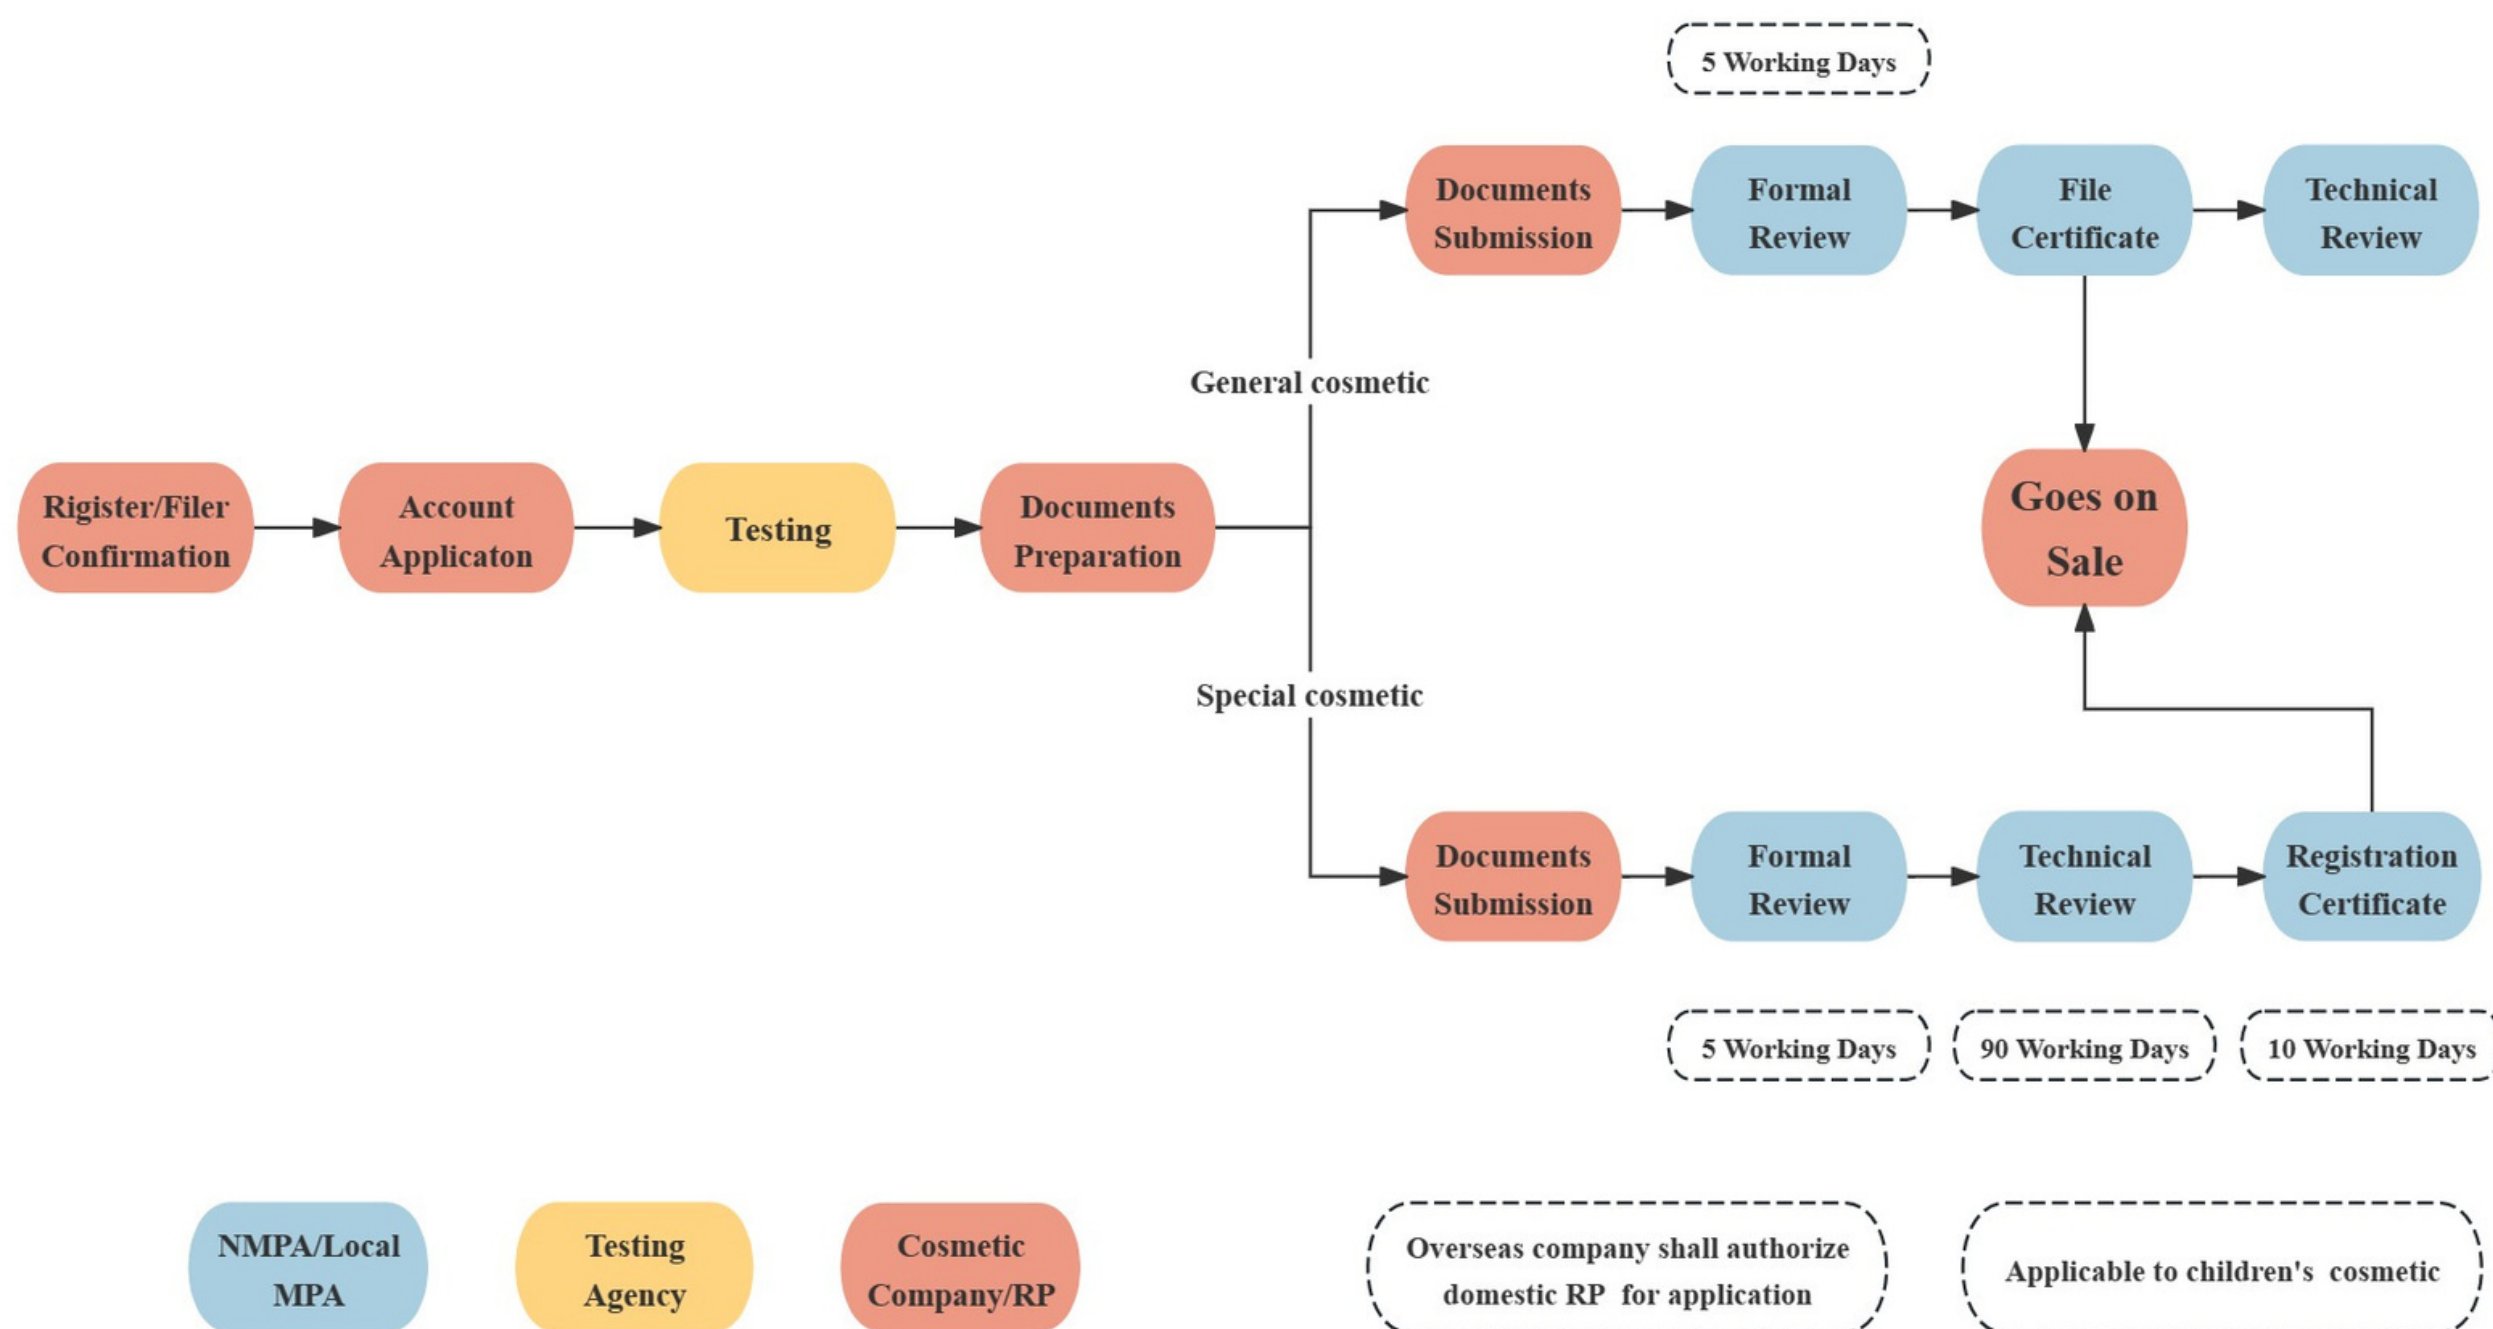 5 Working Days
Documents
Submission
Formal
Review
File
Certificate
Technical
Review
General cosmetic
Rigister/Filer
Confirmation
Account
Applicaton
Testing
Documents
Preparation
Goes on
Sale
Special cosmetic
Documents
Submission
Formal
Review
Technical
Review
Registration
Certificate
5 Working Days
90 Working Days
10 Working Days
NMPA/Local
MPA
Testing
Agency
Cosmetic
Company/RP
Overseas company shall authorize
domestic RP for application
Applicable to children's cosmetic